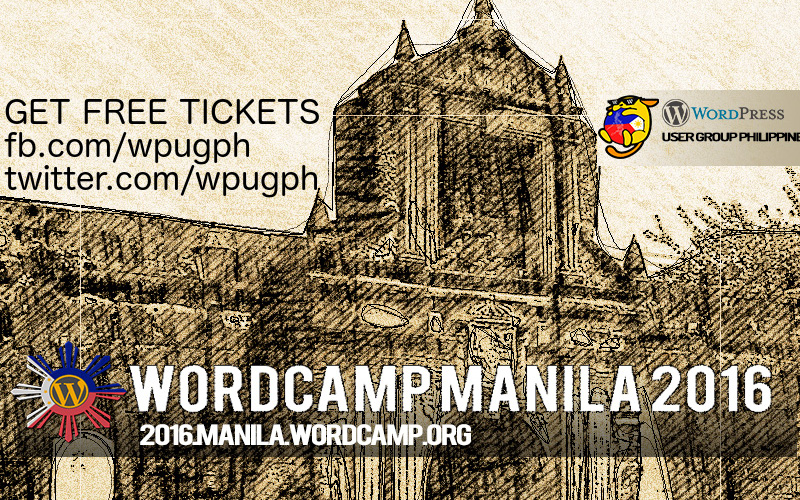 GET FREE TICKETS
fb.com/wpugph
twitter.com/wpugph
WORDPRESS
USER GROUP PHILIPPINE
WORDCAMP MANILA 2016
2016.MANILA.WORDCAMP.ORG